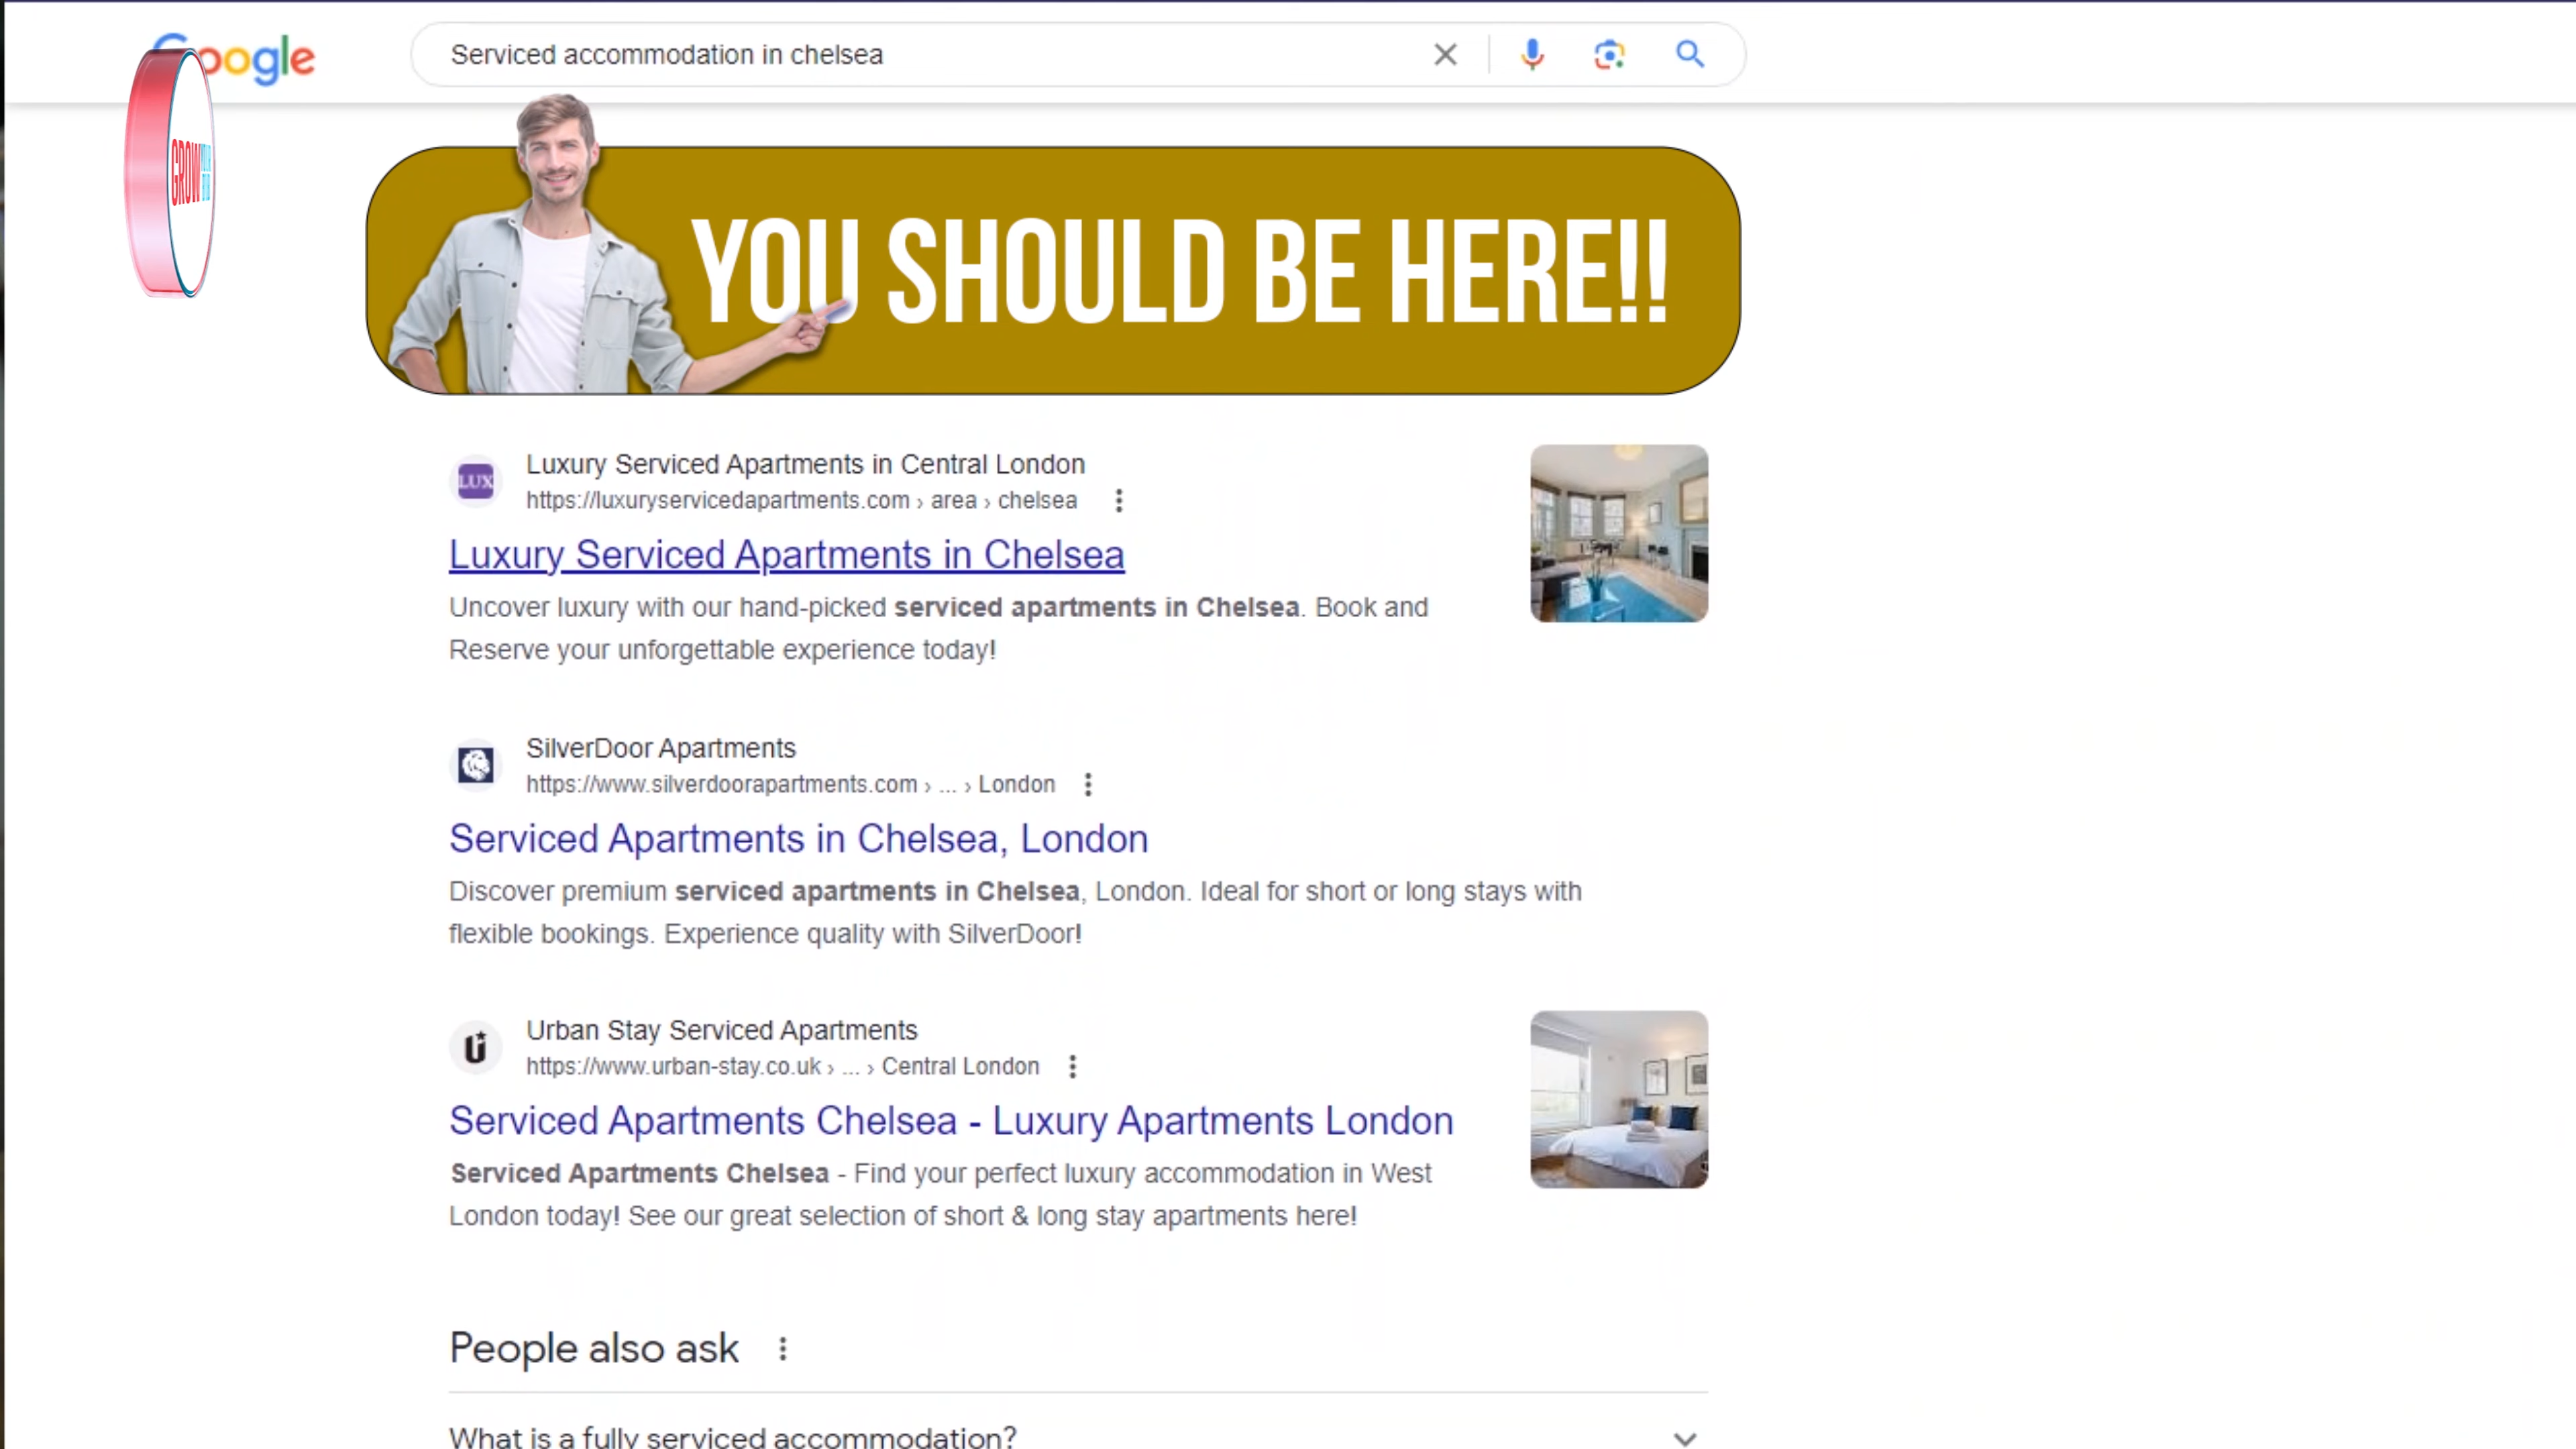 Google
Serviced accommodation in chelsea
GROW
YOU SHOULD BE HERE!!
LUX
Luxury Serviced Apartments in Central London
https://luxuryservicedapartments.com › area › chelsea
Luxury Serviced Apartments in Chelsea
Uncover luxury with our hand-picked serviced apartments in Chelsea. Book and
Reserve your unforgettable experience today!
SilverDoor Apartments
https://www.silverdoorapartments.com › ... › London
Serviced Apartments in Chelsea, London
Discover premium serviced apartments in Chelsea, London. Ideal for short or long stays with
flexible bookings. Experience quality with SilverDoor!
Urban Stay Serviced Apartments
https://www.urban-stay.co.uk › ... › Central London
Serviced Apartments Chelsea - Luxury Apartments London
Serviced Apartments Chelsea - Find your perfect luxury accommodation in West
London today! See our great selection of short & long stay apartments here!
People also ask
What is a fully serviced accommodation?